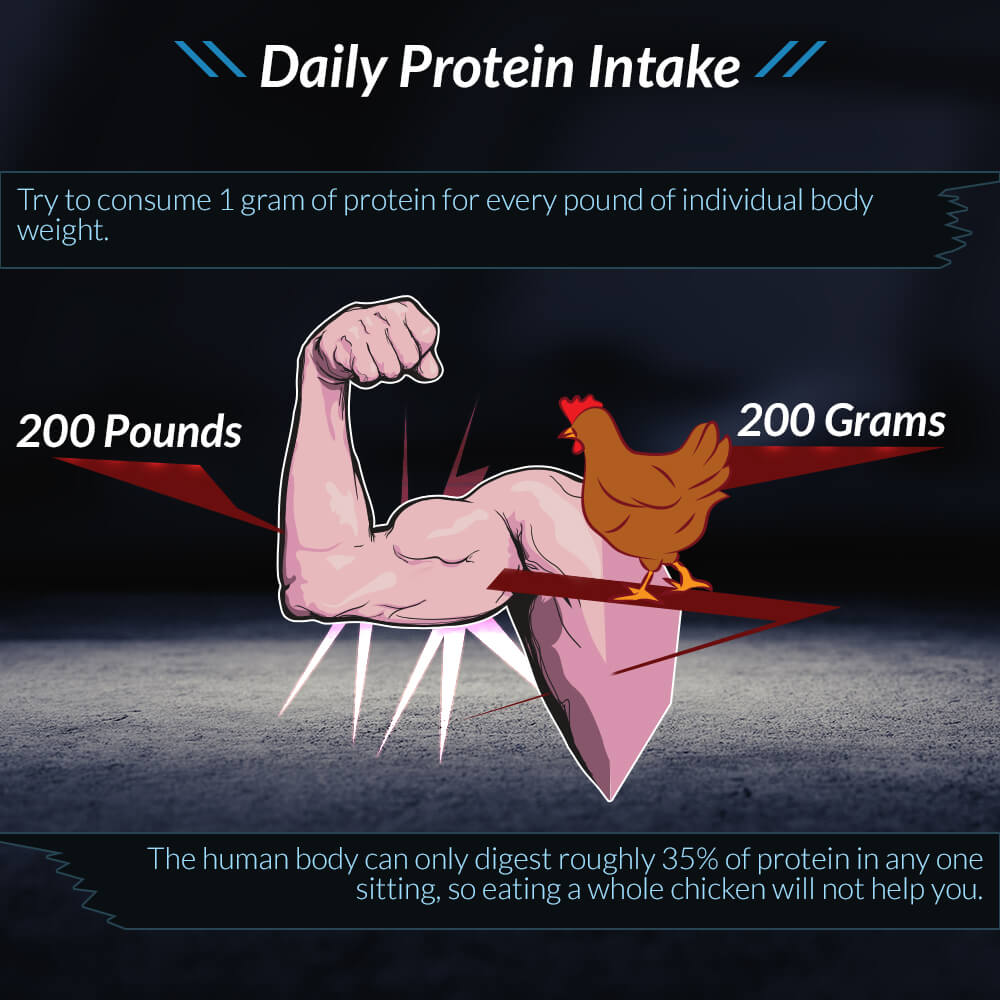 Daily Protein Intake
Try to consume 1 gram of protein for every pound of individual body
weight.
200 Pounds
200 Grams
The human body can only digest roughly 35% of protein in any one
sitting, so eating a whole chicken will not help you.